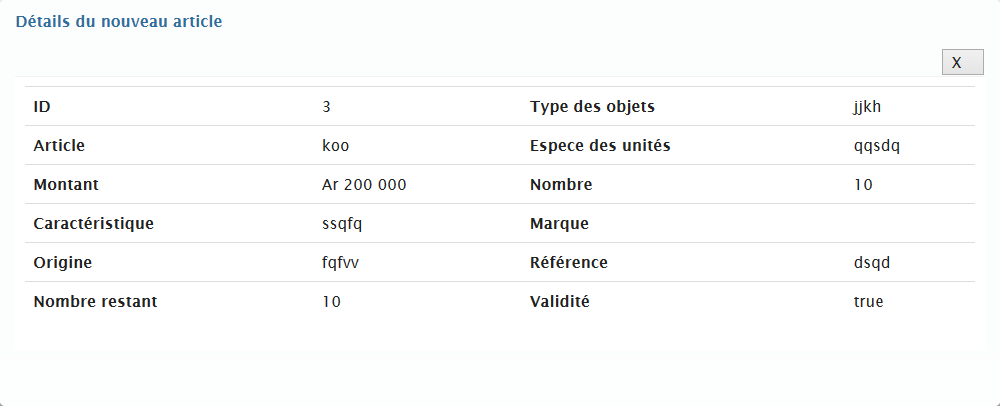 Détails du nouveau article
X
ID 3 Type des objets jjkh
Article koo Espece des unités qqsdq
Montant Ar 200 000 Nombre 10
Caractéristique ssqfq Marque
Origine fqfvv Référence dsqd
Nombre restant 10 Validité true